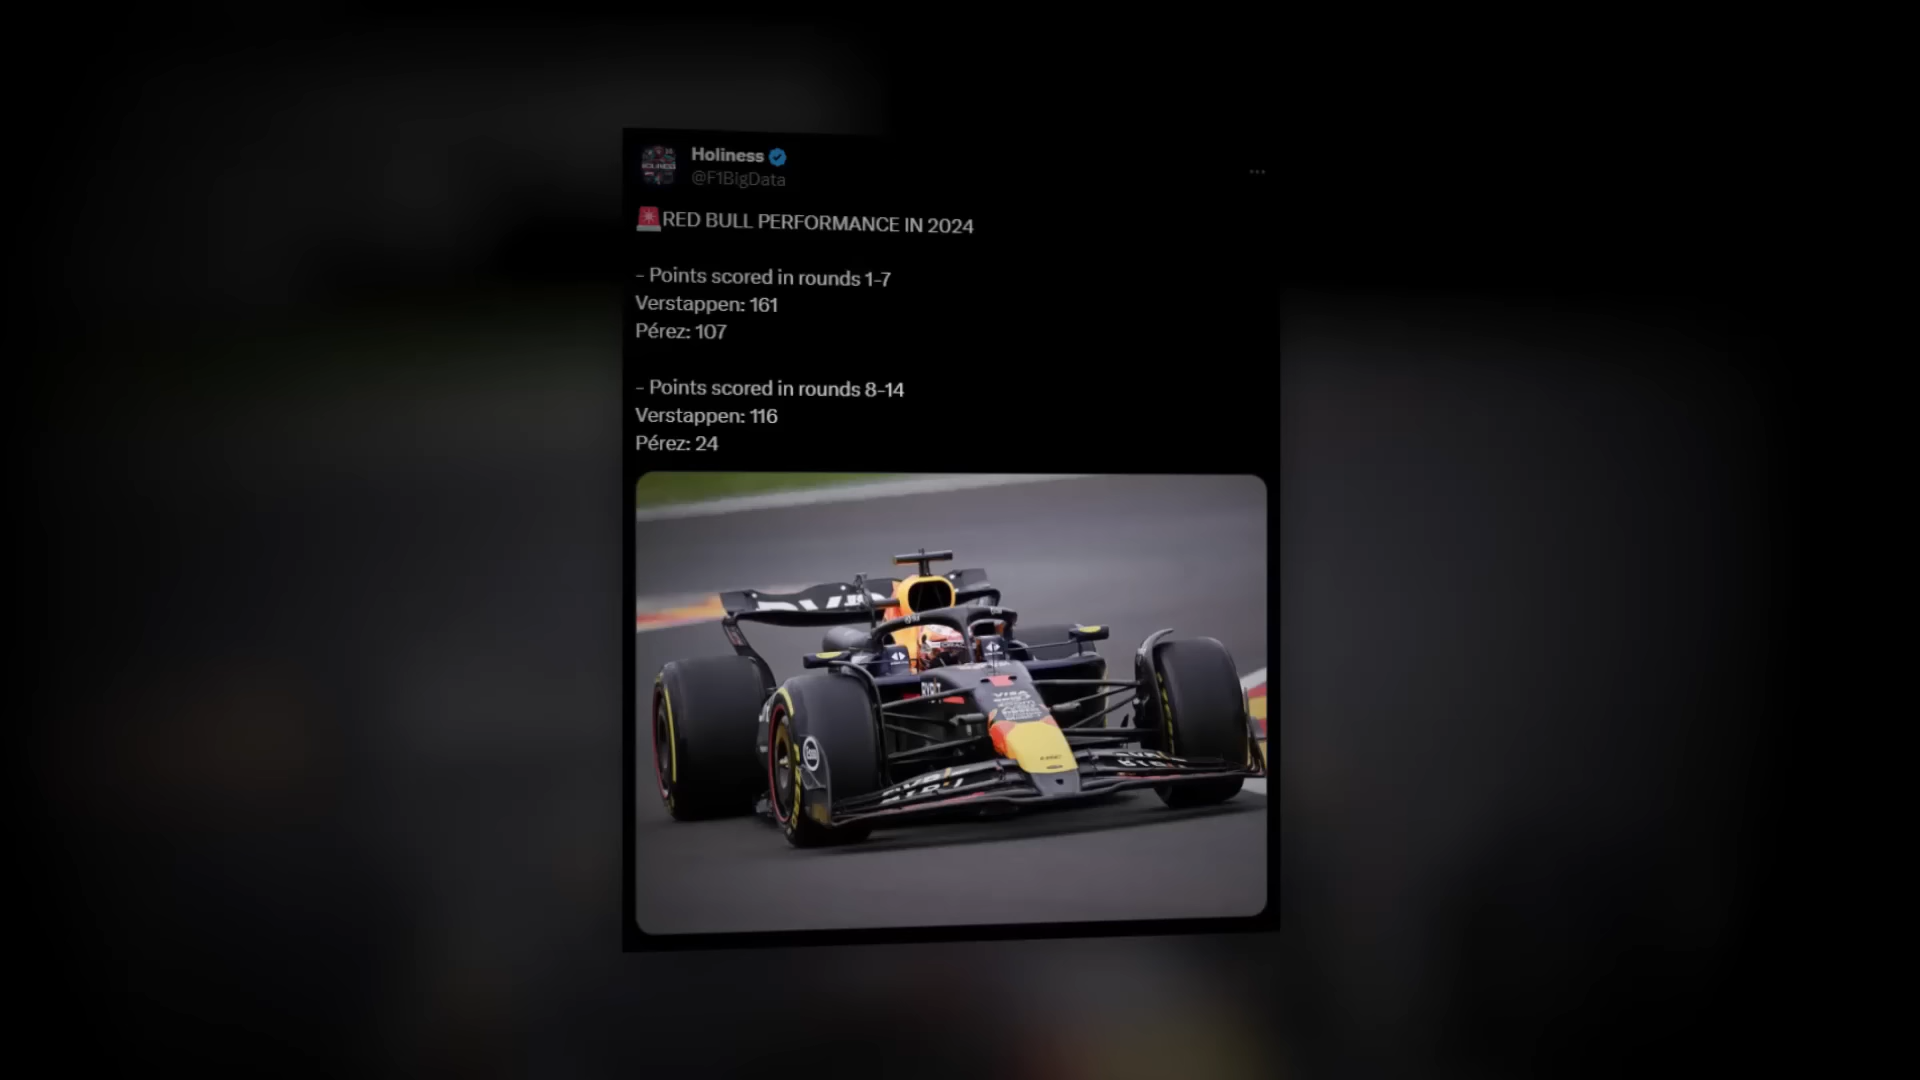 Holiness
@F1BigData
RED BULL PERFORMANCE IN 2024
- Points scored in rounds 1-7
Verstappen: 161
Pérez: 107
- Points scored in rounds 8-14
Verstappen: 116
Pérez: 24
VISA